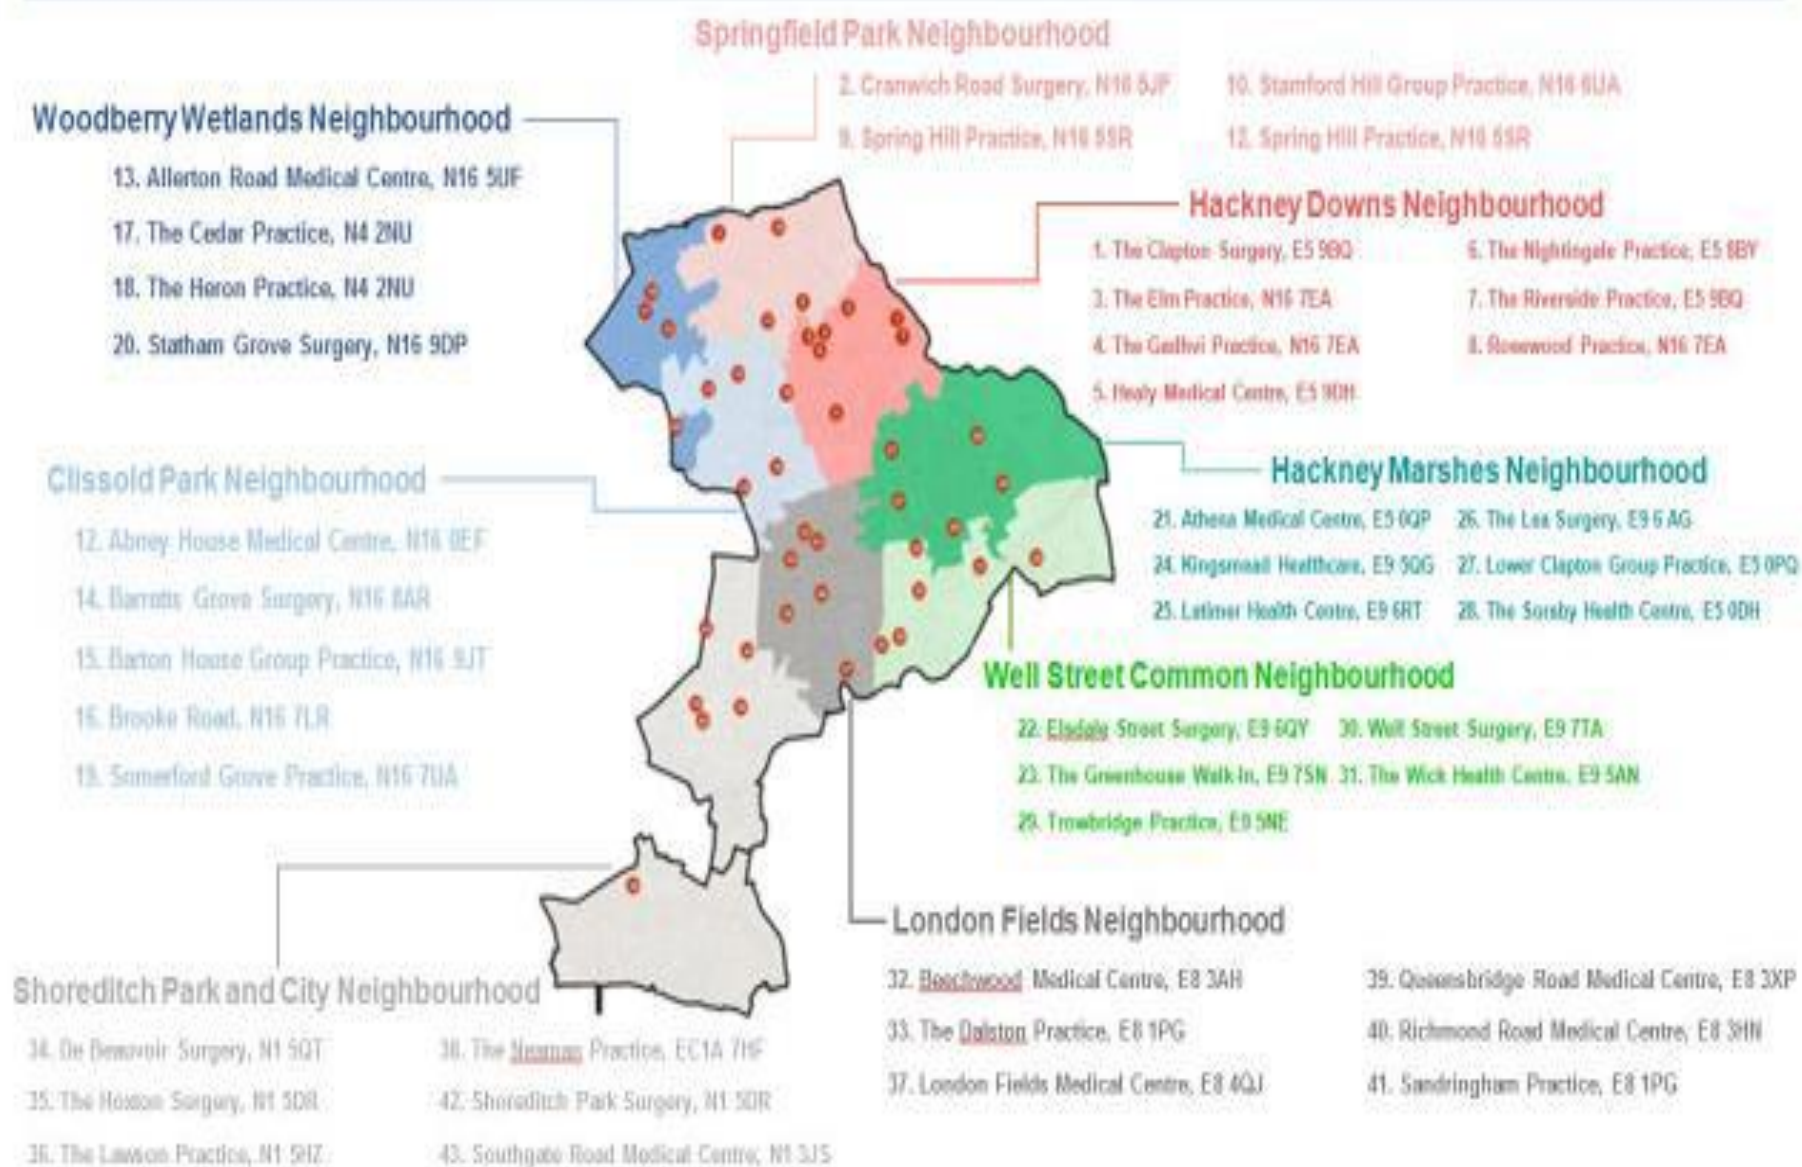 Springfield Park Neighbourhood
2. Cranwich Road Surgery, N16 5JF
10. Stamford Hill Group Practice, N16 6UA
9. Spring Hill Practice, N16 5SR
12. Spring Hill Practice, N16 5SR
Woodberry Wetlands Neighbourhood
13. Allerton Road Medical Centre, N16 5UF
17. The Cedar Practice, N4 2NU
18. The Heron Practice, N4 2NU
20. Statham Grove Surgery, N16 9DP
Hackney Downs Neighbourhood
1. The Clapton Surgery, E5 9BQ
6. The Nightingale Practice, E5 8BY
3. The Elm Practice, N16 7EA
7. The Riverside Practice, E5 9BQ
4. The Gadhvi Practice, N16 7EA
8. Rosewood Practice, N16 7EA
5. Healy Medical Centre, E5 9DH
Clissold Park Neighbourhood
12. Abney House Medical Centre, N16 0EF
14. Barretts Grove Surgery, N16 8AR
15. Barton House Group Practice, N16 9JT
16. Brooke Road, N16 7LR
19. Somerford Grove Practice, N16 7UA
Hackney Marshes Neighbourhood
21. Athena Medical Centre, E5 0QP
26. The Lea Surgery, E9 6 AG
24. Kingsmead Healthcare, E9 5QG
27. Lower Clapton Group Practice, E5 0PQ
25. Latimer Health Centre, E9 6RT
28. The Sorsby Health Centre, E5 0DH
Well Street Common Neighbourhood
22. Elsdale Street Surgery, E9 6QY
30. Well Street Surgery, E9 7TA
23. The Greenhouse Walk-in, E9 7SN
31. The Wick Health Centre, E9 5AN
29. Trowbridge Practice, E9 5NE
London Fields Neighbourhood
32. Beechwood Medical Centre, E8 3AH
39. Queensbridge Road Medical Centre, E8 3XP
33. The Dalston Practice, E8 1PG
40. Richmond Road Medical Centre, E8 3HN
37. London Fields Medical Centre, E8 4QJ
41. Sandringham Practice, E8 1PG
Shoreditch Park and City Neighbourhood
34. De Beauvoir Surgery, N1 5QT
38. The Neaman Practice, EC1A 7HF
35. The Hoxton Surgery, N1 5DR
42. Shoreditch Park Surgery, N1 5DR
36. The Lawson Practice, N1 5HZ
43. Southgate Road Medical Centre, N1 3JS